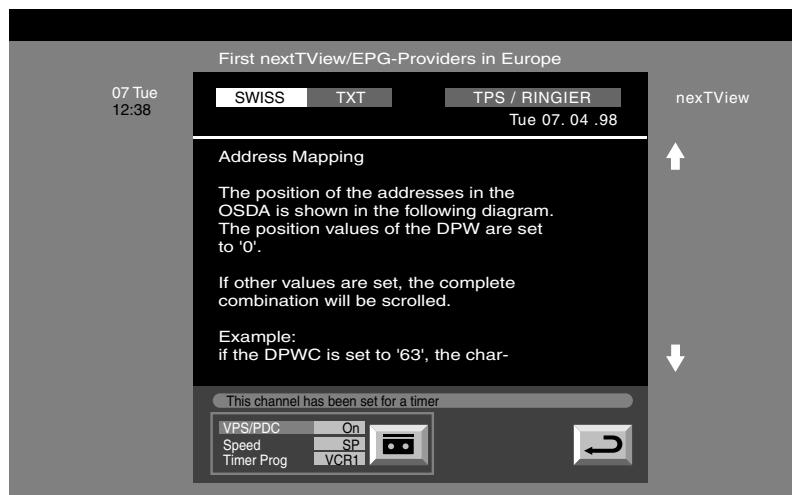 First nextTView/EPG-Providers in Europe
07 Tue
12:38
SWISS TXT TPS / RINGIER
nexTView
Tue 07. 04 .98
Address Mapping
The position of the addresses in the
OSDA is shown in the following diagram.
The position values of the DPW are set
to '0'.
If other values are set, the complete
combination will be scrolled.
Example:
if the DPWC is set to '63', the char-
This channel has been set for a timer
VPS/PDC On
Speed SP
Timer Prog VCR1